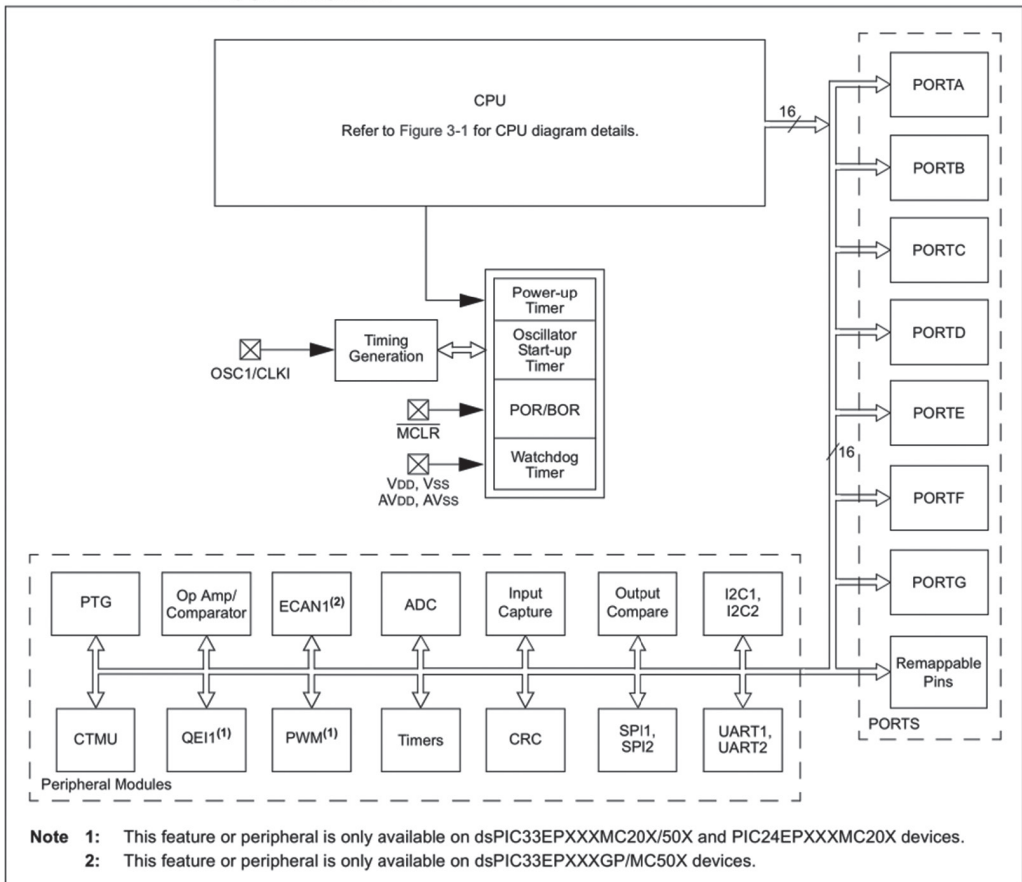 CPU
Refer to Figure 3-1 for CPU diagram details.
16
PORTA
PORTB
PORTC
PORTD
PORTE
16
PORTF
PORTG
Remappable
Pins
PORTS
Power-up
Timer
Oscillator
Start-up
Timer
POR/BOR
Watchdog
Timer
Timing
Generation
OSC1/CLKI
MCLR
VDD, VSS
AVDD, AVSS
PTG
Op Amp/
Comparator
ECAN1(2)
ADC
Input
Capture
Output
Compare
I2C1,
I2C2
CTMU
QEI1(1)
PWM(1)
Timers
CRC
SPI1,
SPI2
UART1,
UART2
Peripheral Modules
Note 1: This feature or peripheral is only available on dsPIC33EPXXXMC20X/50X and PIC24EPXXXMC20X devices.
2: This feature or peripheral is only available on dsPIC33EPXXXGP/MC50X devices.